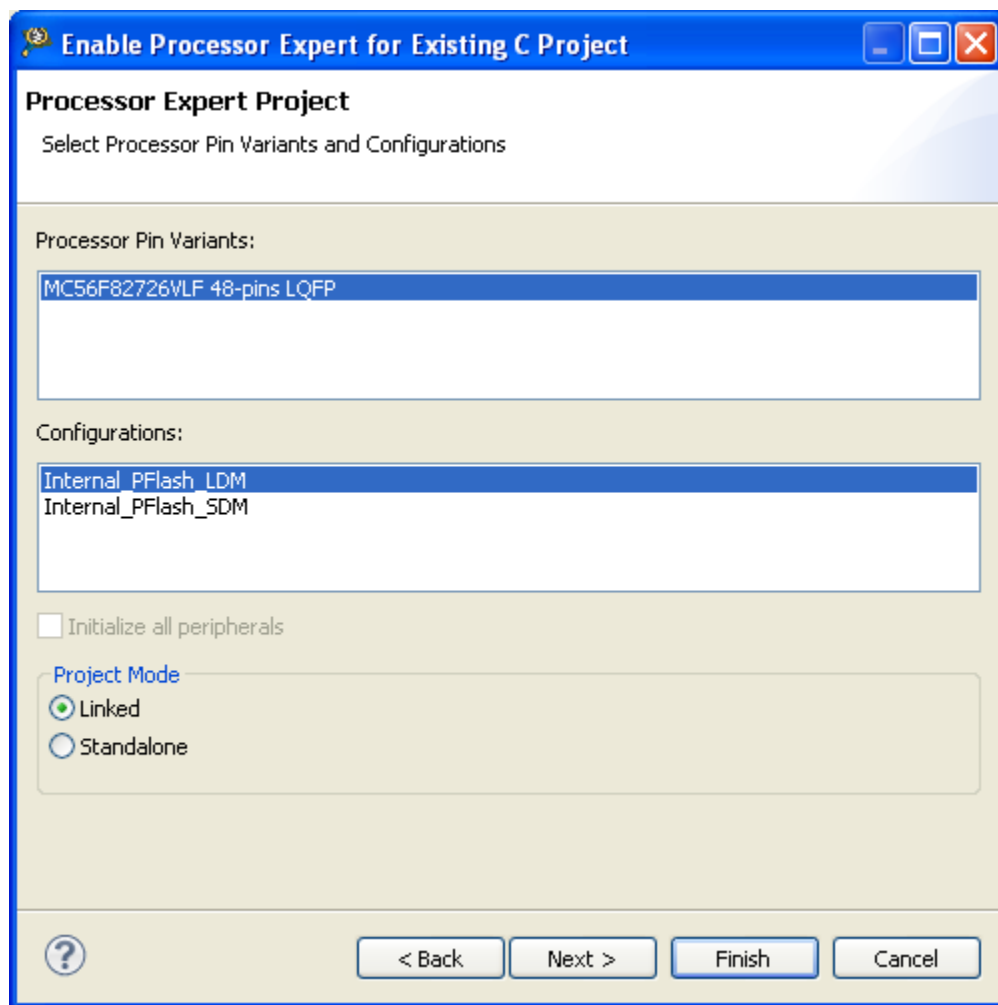 Enable Processor Expert for Existing C Project
Processor Expert Project
Select Processor Pin Variants and Configurations
Processor Pin Variants:
MC56F82726VLF 48-pins LQFP
Configurations:
Internal_PFlash_LDM
Internal_PFlash_SDM
Initialize all peripherals
Project Mode
Linked
Standalone
?
< Back
Next >
Finish
Cancel